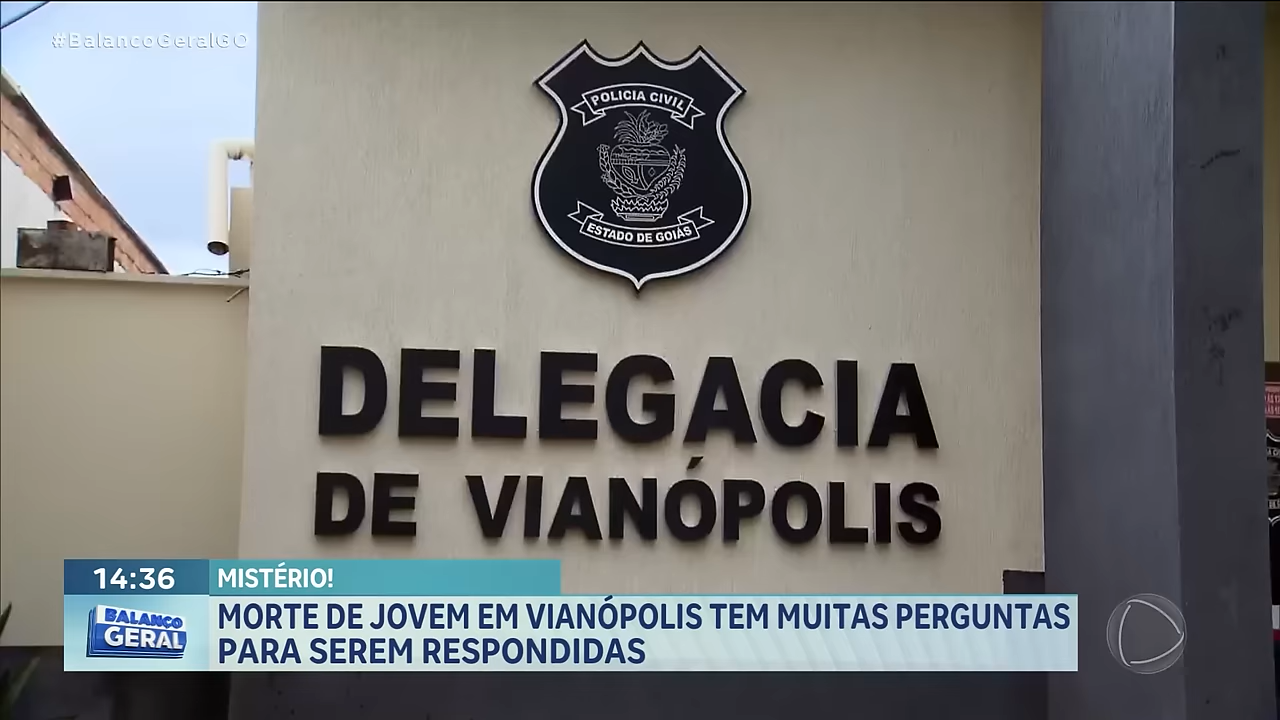 #BalancoGeralGO
POLICIA CIVIL
ESTADO DE GOIÁS
DELEGACIA
DE VIANÓPOLIS
14:36
MISTÉRIO!
BALANÇO
GERAL
MORTE DE JOVEM EM VIANÓPOLIS TEM MUITAS PERGUNTAS
PARA SEREM RESPONDIDAS